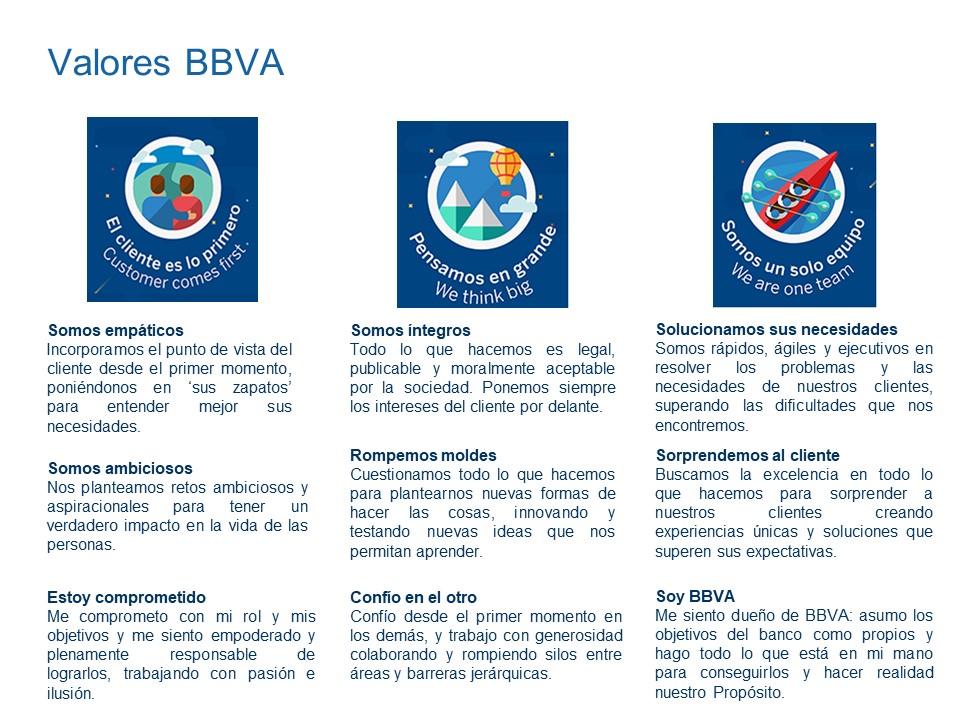 Valores BBVA
El cliente es lo primero
Customer comes first
Pensamos en grande
We think big
Somos un solo equipo
We are one team
Somos empáticos
Incorporamos el punto de vista del
cliente desde el primer momento,
poniéndonos en ‘sus zapatos’
para entender mejor sus
necesidades.
Somos íntegros
Todo lo que hacemos es legal,
publicable y moralmente aceptable
por la sociedad. Ponemos siempre
los intereses del cliente por delante.
Solucionamos sus necesidades
Somos rápidos, ágiles y ejecutivos en
resolver los problemas y las
necesidades de nuestros clientes,
superando las dificultades que nos
encontremos.
Somos ambiciosos
Nos planteamos retos ambiciosos y
aspiracionales para tener un
verdadero impacto en la vida de las
personas.
Rompemos moldes
Cuestionamos todo lo que hacemos
para plantearnos nuevas formas de
hacer las cosas, innovando y
testando nuevas ideas que nos
permitan aprender.
Sorprendemos al cliente
Buscamos la excelencia en todo lo
que hacemos para sorprender a
nuestros clientes creando
experiencias únicas y soluciones que
superen sus expectativas.
Estoy comprometido
Me comprometo con mi rol y mis
objetivos y me siento empoderado y
plenamente responsable de
lograrlos, trabajando con pasión e
ilusión.
Confío en el otro
Confío desde el primer momento en
los demás, y trabajo con generosidad
colaborando y rompiendo silos entre
áreas y barreras jerárquicas.
Soy BBVA
Me siento dueño de BBVA: asumo los
objetivos del banco como propios y
hago todo lo que está en mi mano
para conseguirlos y hacer realidad
nuestro Propósito.